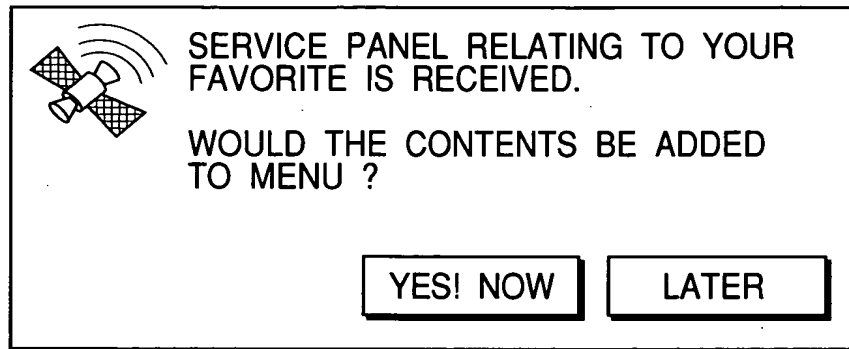 SERVICE PANEL RELATING TO YOUR
FAVORITE IS RECEIVED.
WOULD THE CONTENTS BE ADDED
TO MENU ?
YES! NOW
LATER